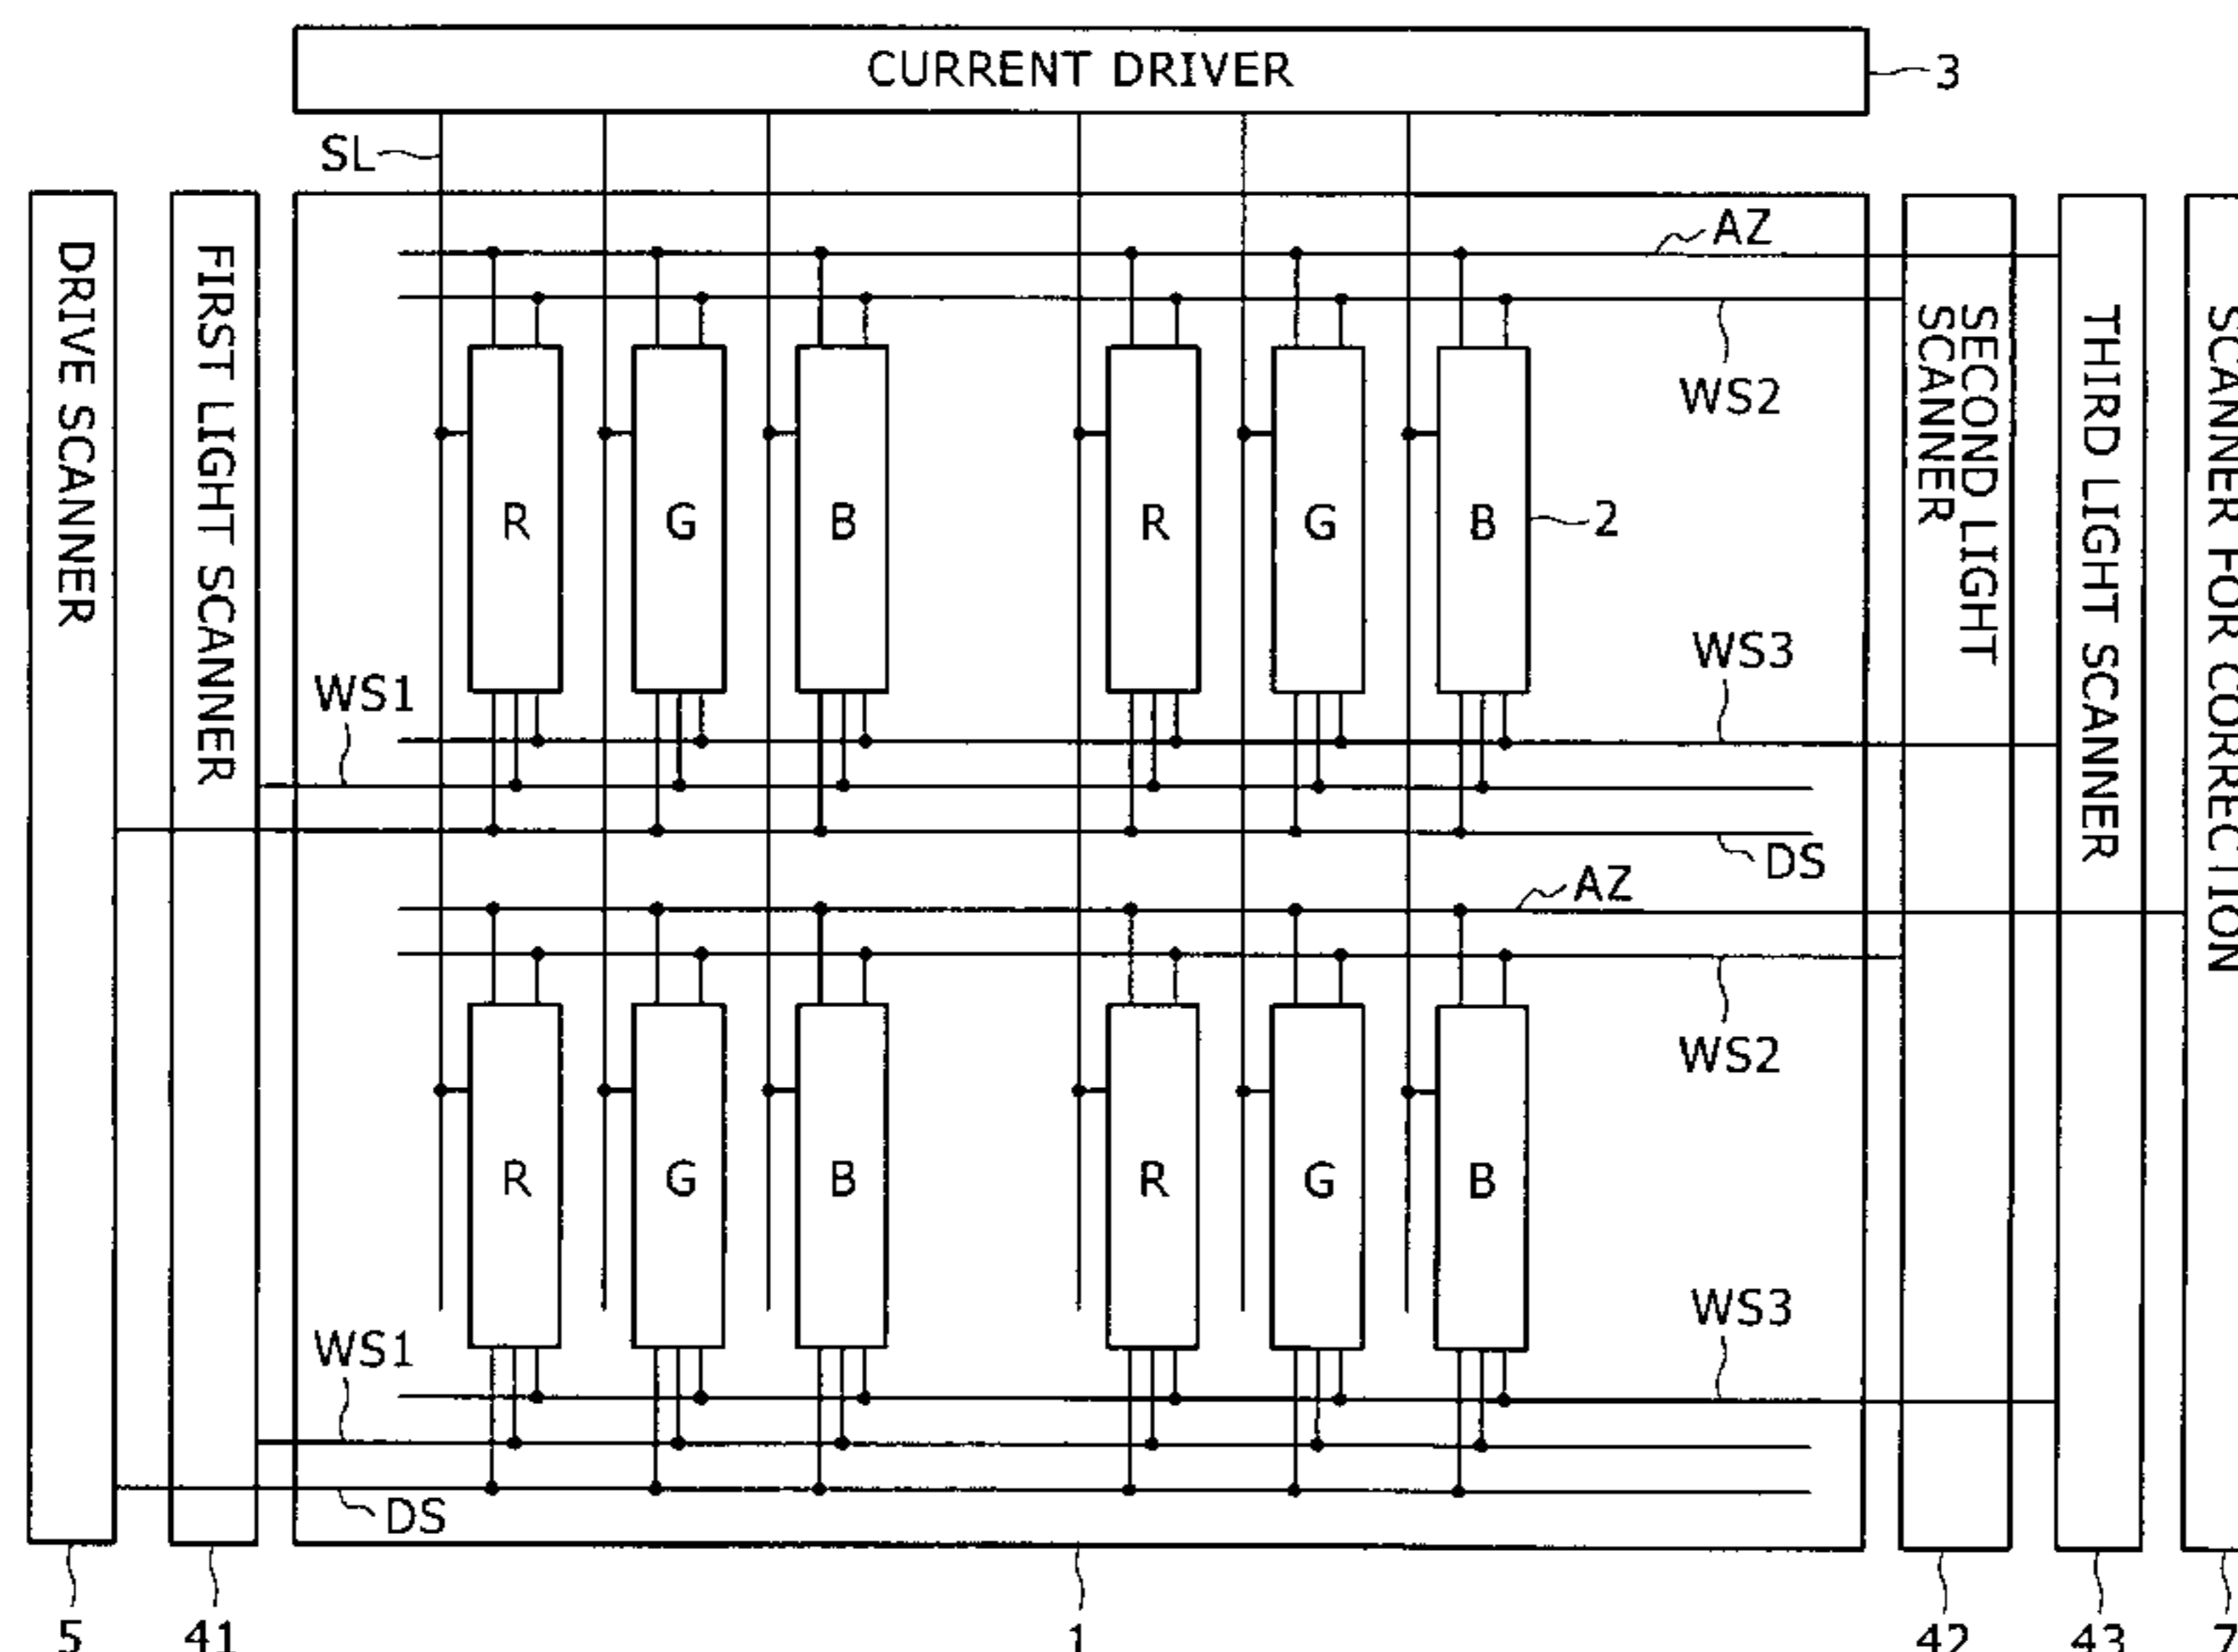 CURRENT DRIVER
3
SL
DRIVE SCANNER
FIRST LIGHT SCANNER
SECOND LIGHT
SCANNER
THIRD LIGHT SCANNER
SCANNER FOR CORRECTION
AZ
WS2
R G B R G B
2
WS3
WS1
DS
AZ
WS2
R G B R G B
WS3
WS1
DS
5 41 1 42 43 7